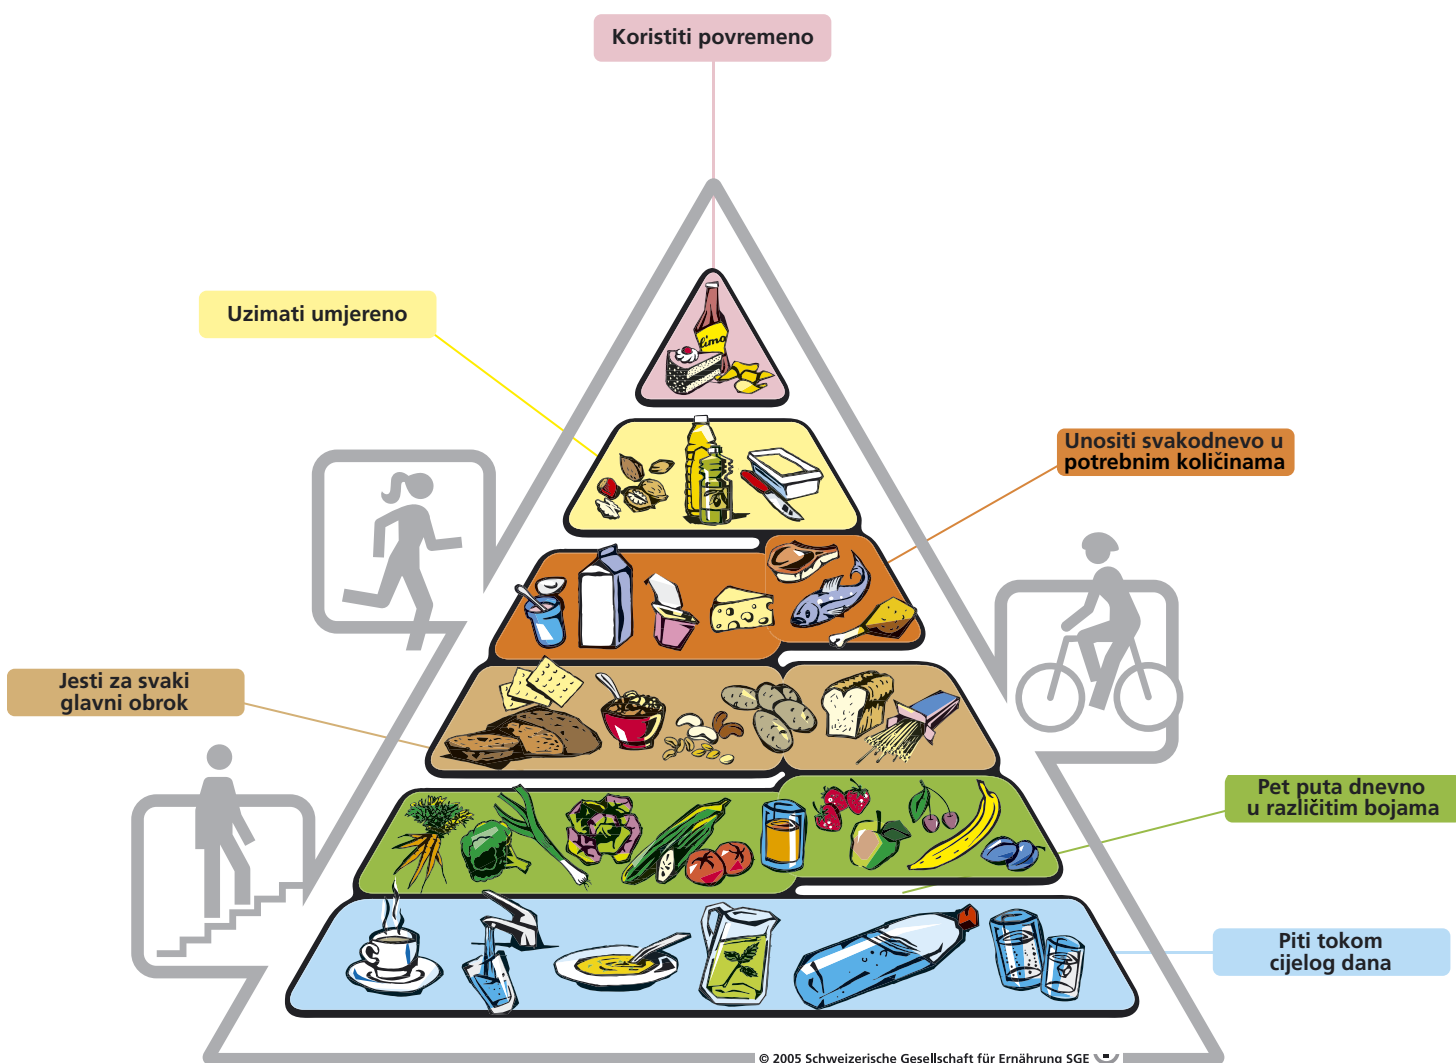 Koristiti povremeno
Uzimati umjereno
limo
Unositi svakodnevo u
potrebnim količinama
Jesti za svaki
glavni obrok
Pet puta dnevno
u različitim bojama
Piti tokom
cijelog dana
© 2005 Schweizerische Gesellschaft für Ernährung SGE